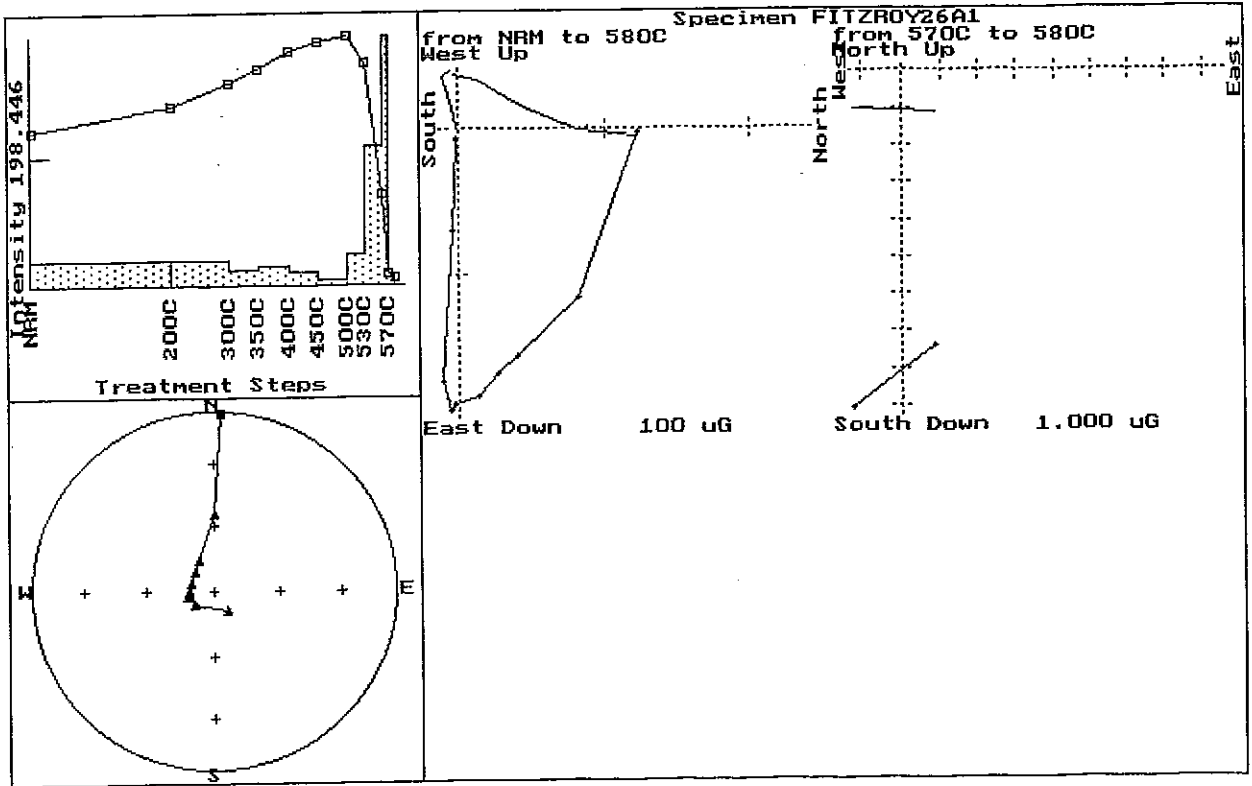 Specimen FITZROY26A1
from NRM to 580C
West Up
from 570C to 580C
North Up
West
East
South
North
Intensity 198.446
NRM
200C
300C
350C
400C
450C
500C
530C
570C
Treatment Steps
East Down 100 uG
South Down 1.000 uG
N
W
E
S